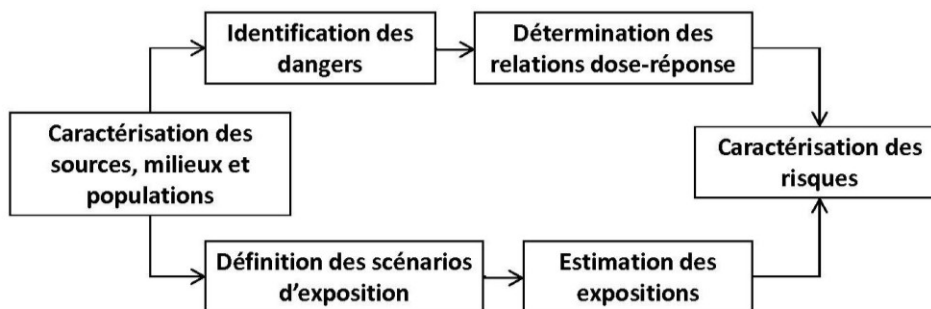 Identification des
dangers
Détermination des
relations dose-réponse
Caractérisation des
sources, milieux et
populations
Caractérisation des
risques
Définition des scénarios
d'exposition
Estimation des
expositions